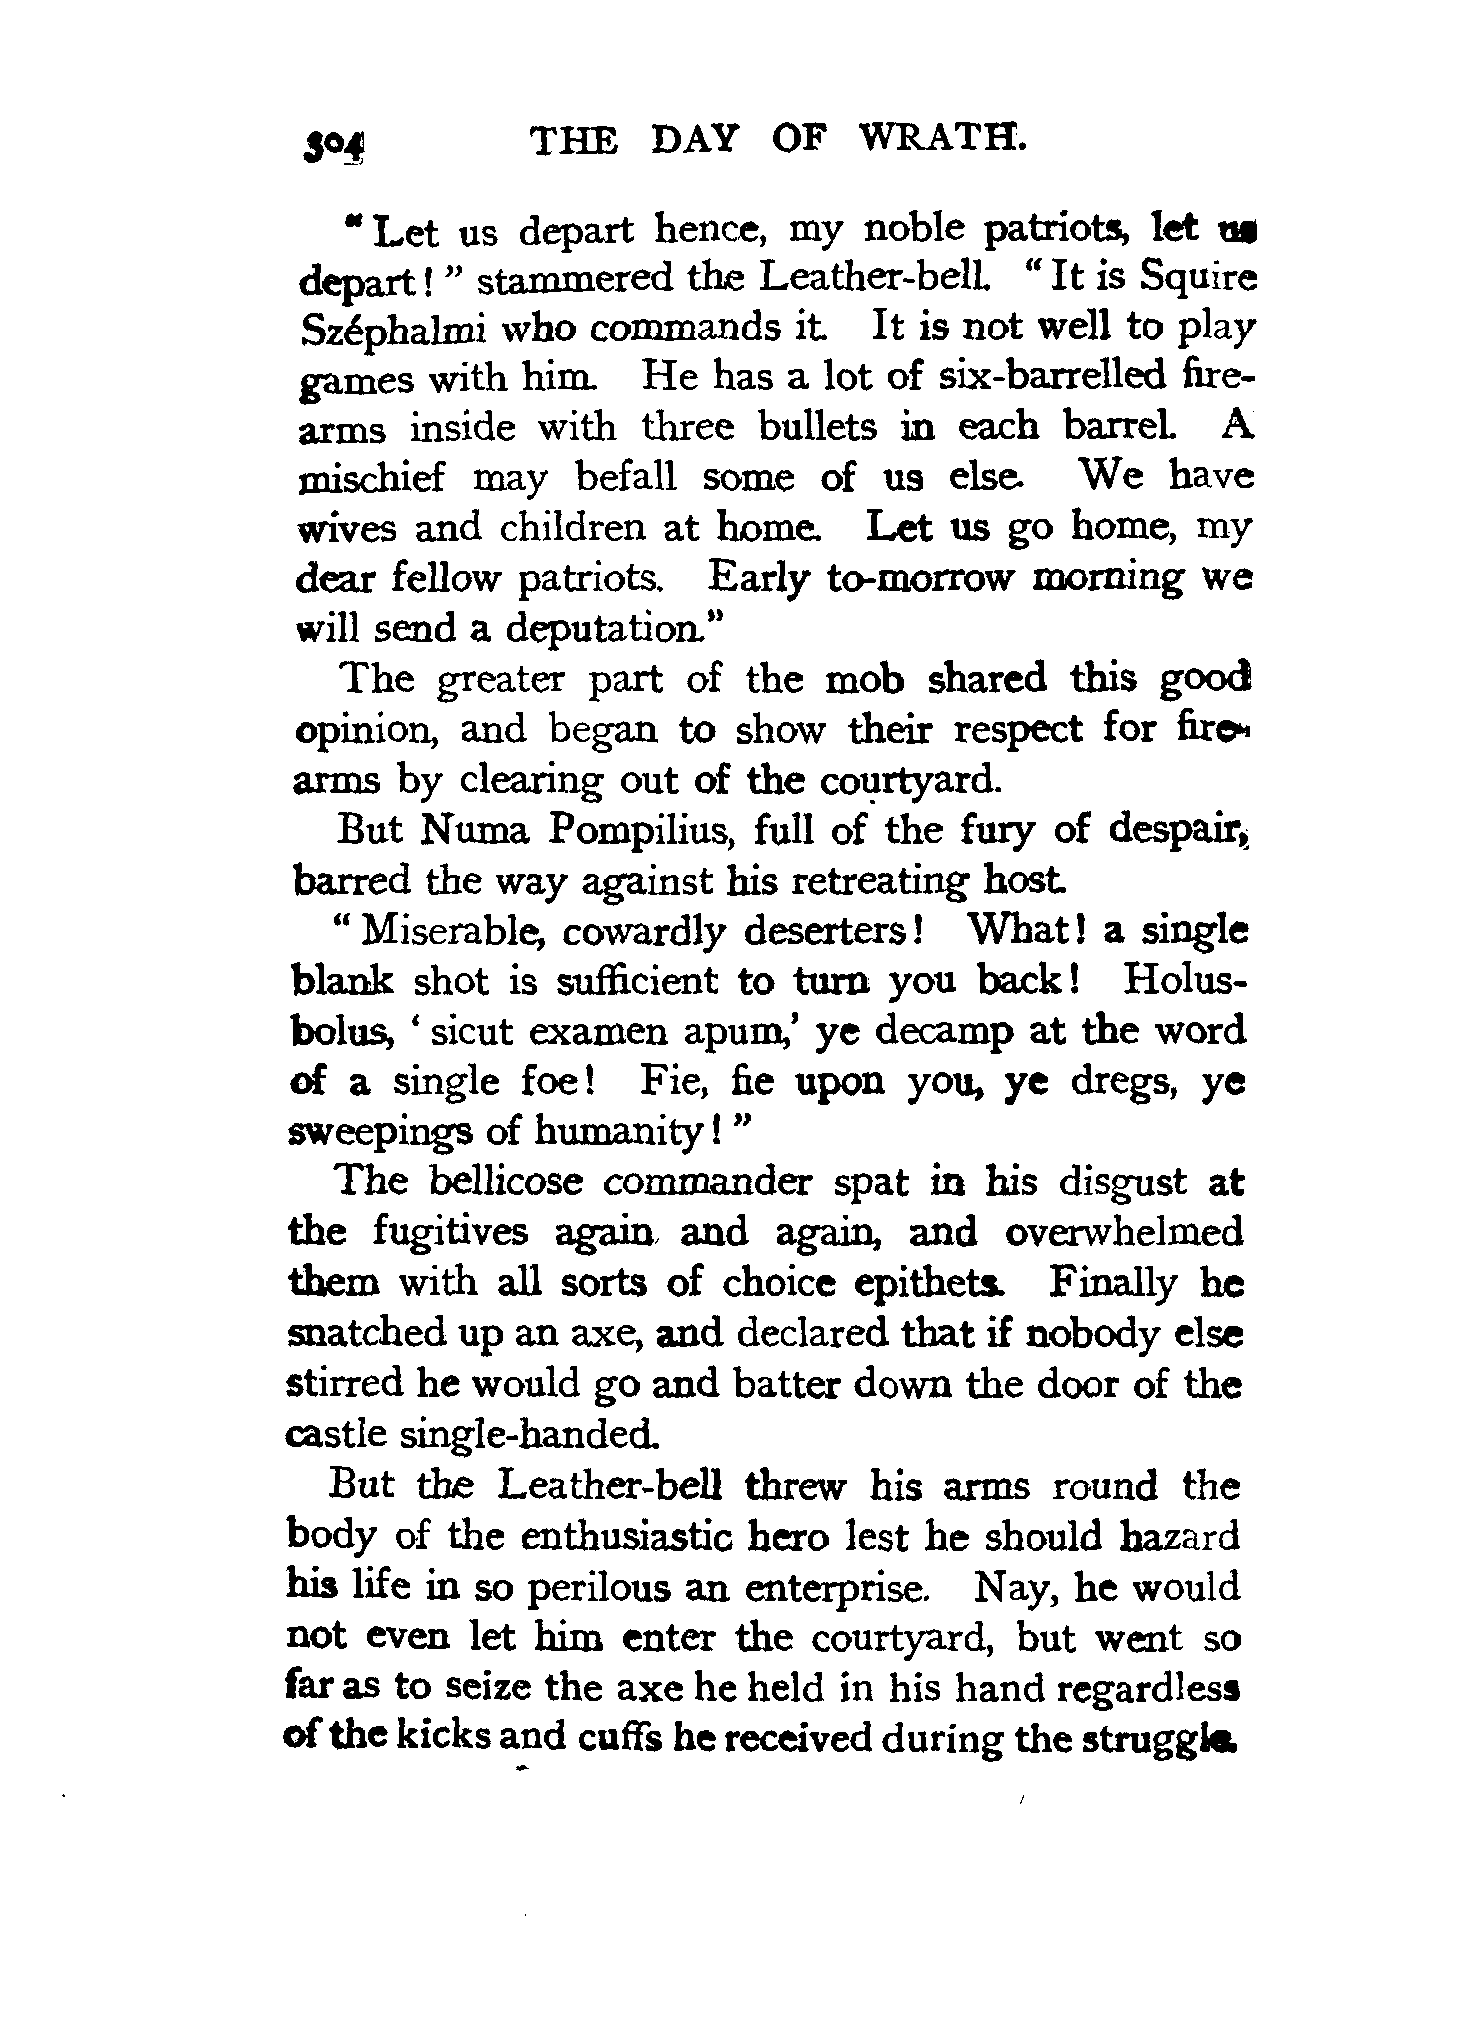 304 THE DAY OF WRATH.
"Let us depart hence, my noble patriots, let us
depart!" stammered the Leather-bell. "It is Squire
Széphalmi who commands it. It is not well to play
games with him. He has a lot of six-barrelled fire-
arms inside with three bullets in each barrel. A
mischief may befall some of us else. We have
wives and children at home. Let us go home, my
dear fellow patriots. Early to-morrow morning we
will send a deputation."
The greater part of the mob shared this good
opinion, and began to show their respect for fire-
arms by clearing out of the courtyard.
But Numa Pompilius, full of the fury of despair,
barred the way against his retreating host.
"Miserable, cowardly deserters! What! a single
blank shot is sufficient to turn you back! Holus-
bolus, 'sicut examen apum,' ye decamp at the word
of a single foe! Fie, fie upon you, ye dregs, ye
sweepings of humanity!"
The bellicose commander spat in his disgust at
the fugitives again and again, and overwhelmed
them with all sorts of choice epithets. Finally he
snatched up an axe, and declared that if nobody else
stirred he would go and batter down the door of the
castle single-handed.
But the Leather-bell threw his arms round the
body of the enthusiastic hero lest he should hazard
his life in so perilous an enterprise. Nay, he would
not even let him enter the courtyard, but went so
far as to seize the axe he held in his hand regardless
of the kicks and cuffs he received during the struggle.